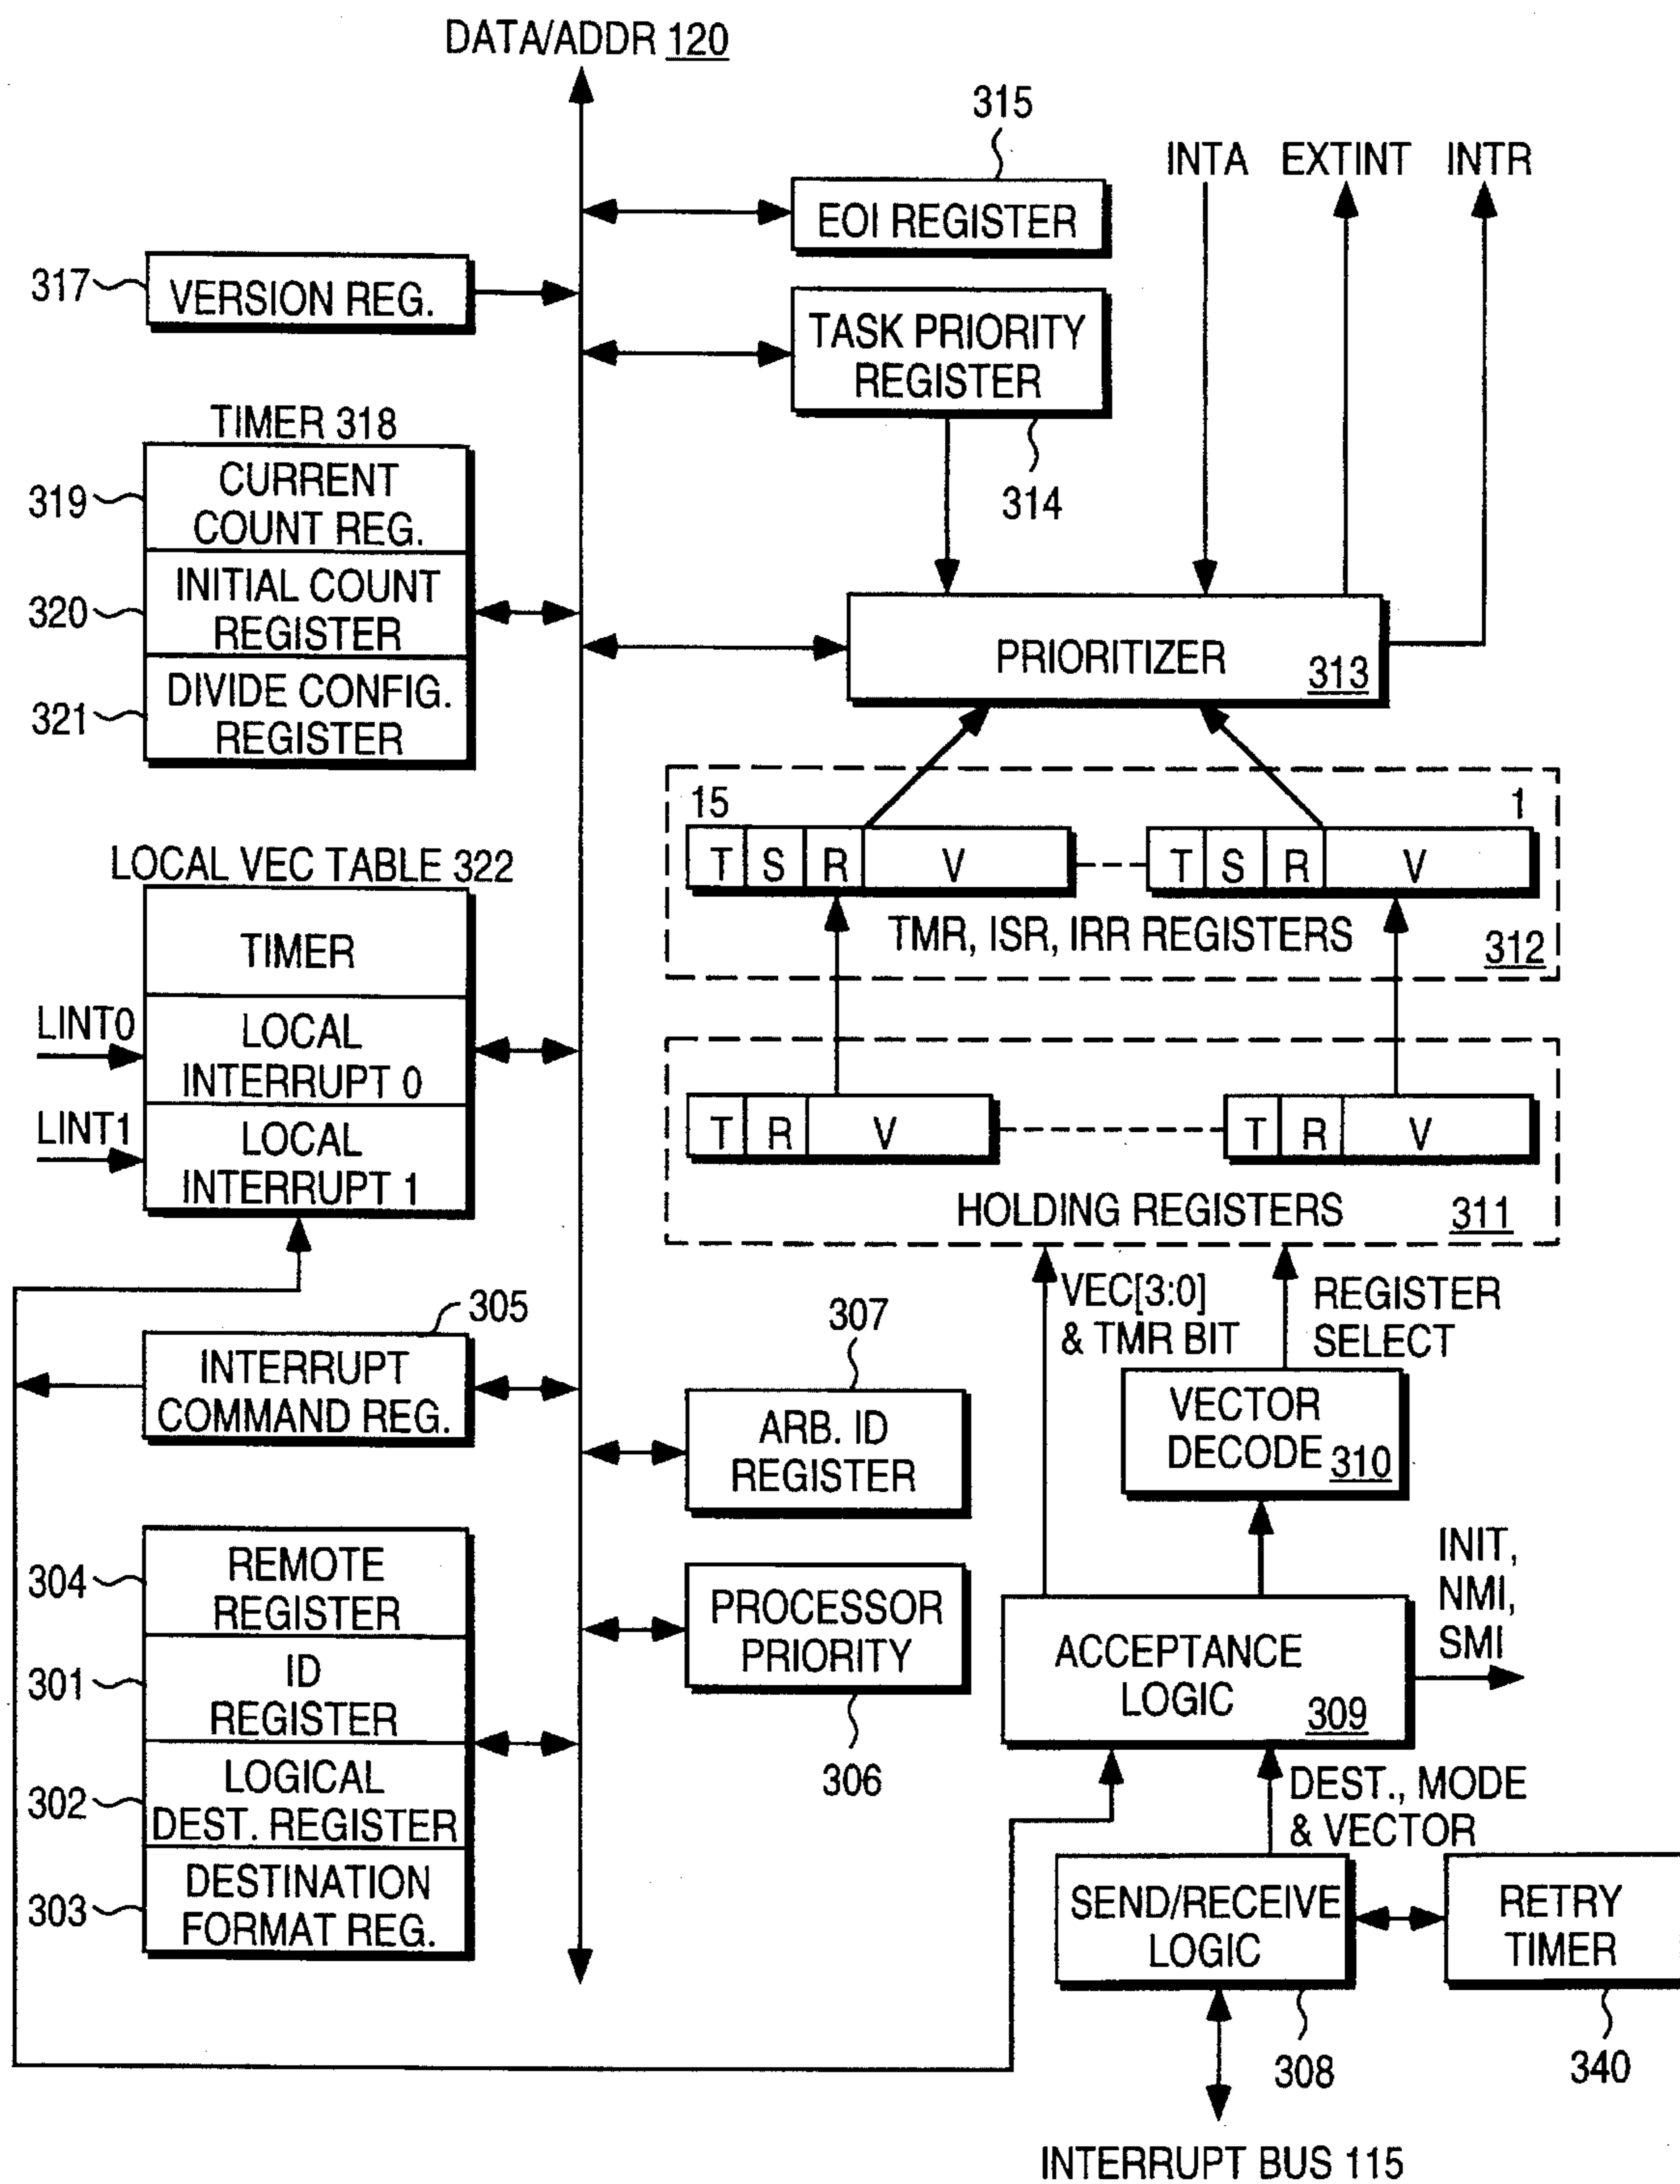 DATA/ADDR 120
315
INTA EXTINT INTR
EOI REGISTER
317
VERSION REG.
TASK PRIORITY
REGISTER
314
TIMER 318
319
CURRENT
COUNT REG.
320
INITIAL COUNT
REGISTER
321
DIVIDE CONFIG.
REGISTER
PRIORITIZER 313
15 1
T S R V T S R V
TMR, ISR, IRR REGISTERS
312
LOCAL VEC TABLE 322
TIMER
LINT0
LOCAL
INTERRUPT 0
LINT1
LOCAL
INTERRUPT 1
T R V T R V
HOLDING REGISTERS 311
VEC[3:0]
& TMR BIT
REGISTER
SELECT
305
INTERRUPT
COMMAND REG.
307
ARB. ID
REGISTER
VECTOR
DECODE 310
304
REMOTE
REGISTER
301
ID
REGISTER
302
LOGICAL
DEST. REGISTER
303
DESTINATION
FORMAT REG.
PROCESSOR
PRIORITY
306
INIT,
NMI,
SMI
ACCEPTANCE
LOGIC 309
DEST., MODE
& VECTOR
SEND/RECEIVE
LOGIC
RETRY
TIMER
308
340
INTERRUPT BUS 115